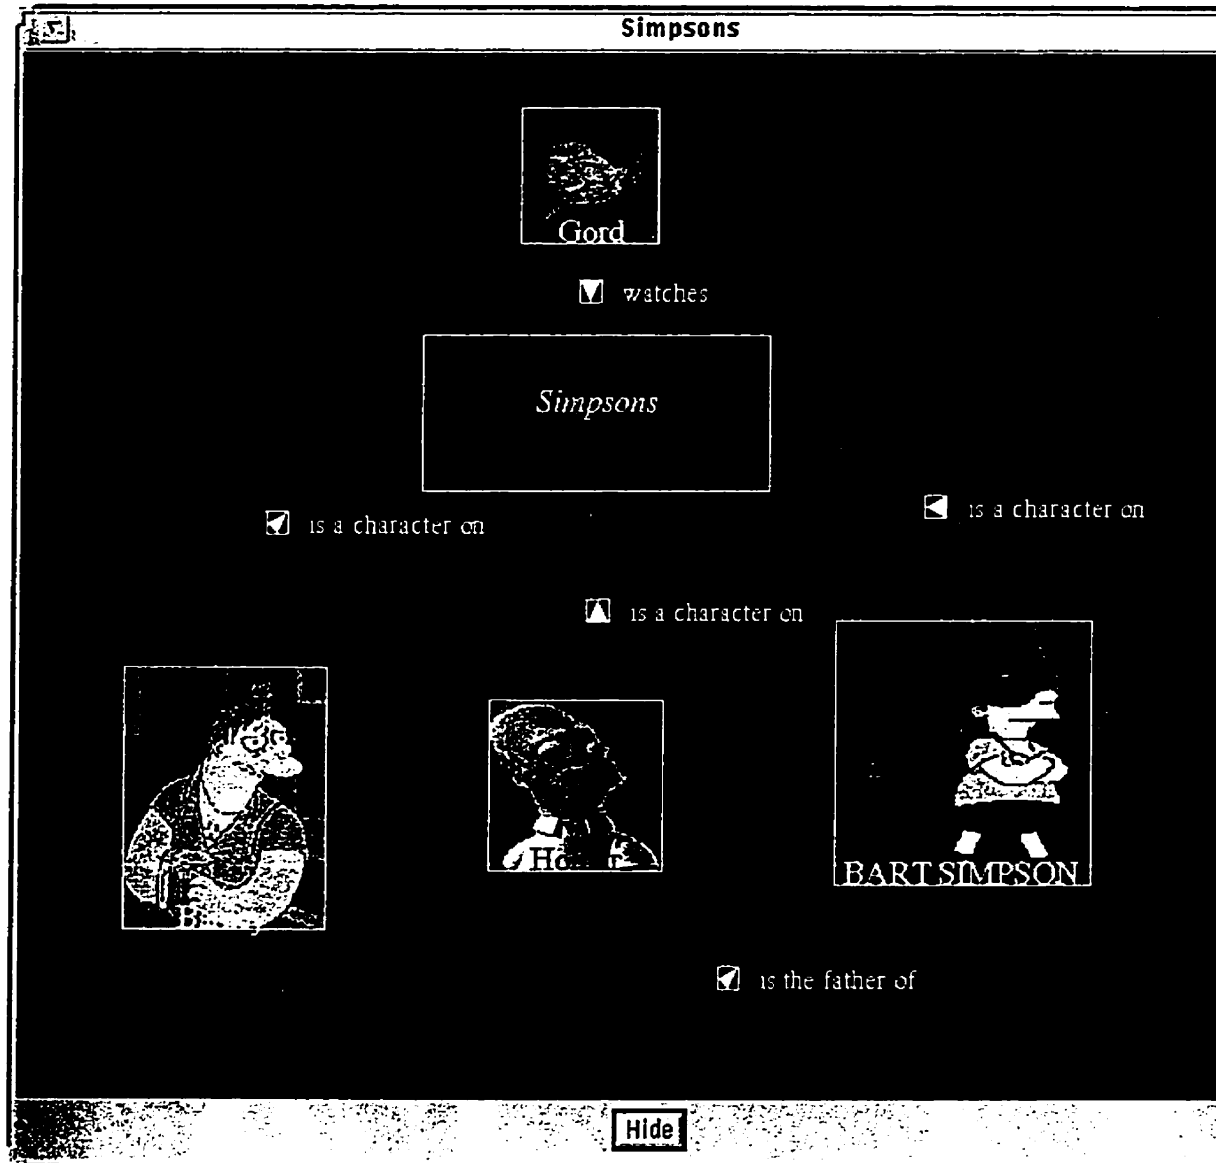 Simpsons
Gord
watches
Simpsons
is a character on
is a character on
is a character on
BART SIMPSON
is the father of
Hide